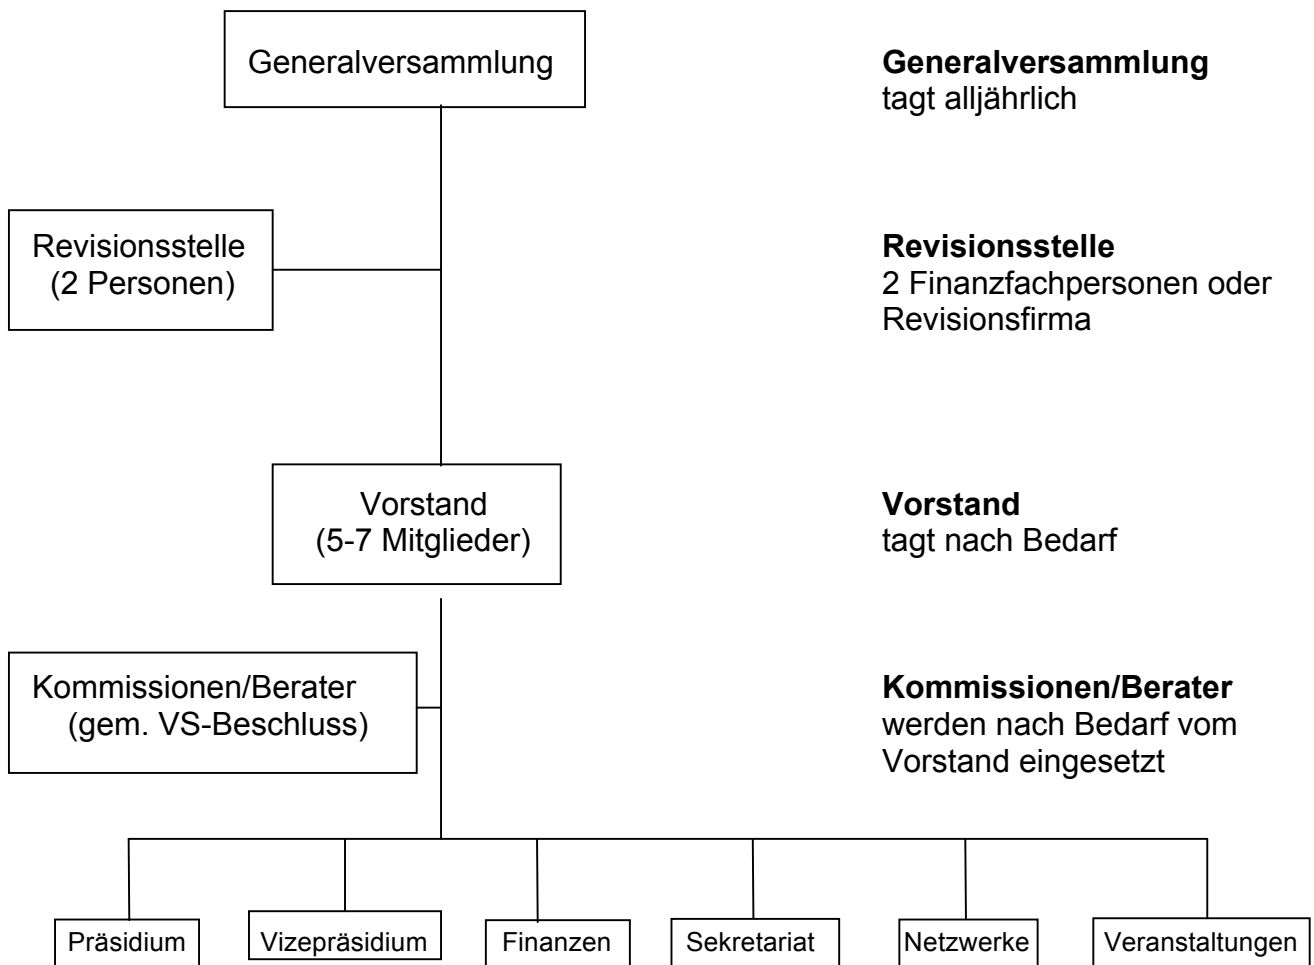 Generalversammlung
Generalversammlung
tagt alljährlich
Revisionsstelle
(2 Personen)
Revisionsstelle
2 Finanzfachpersonen oder
Revisionsfirma
Vorstand
(5-7 Mitglieder)
Vorstand
tagt nach Bedarf
Kommissionen/Berater
(gem. VS-Beschluss)
Kommissionen/Berater
werden nach Bedarf vom
Vorstand eingesetzt
Präsidium
Vizepräsidium
Finanzen
Sekretariat
Netzwerke
Veranstaltungen